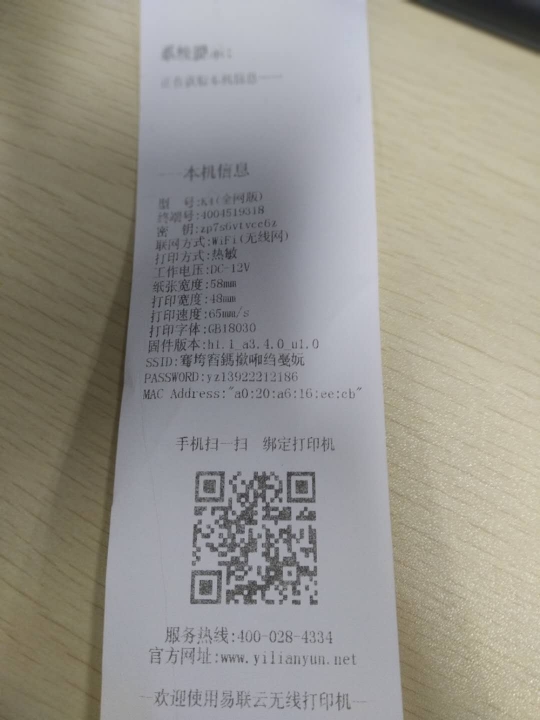 本机信息
型 号:K4(全网版)
终端号:4004519318
密 钥:zp7s6vtvce6z
联网方式:WiFi(无线网)
打印方式:热敏
工作电压:DC-12V
纸张宽度:58mm
打印宽度:48mm
打印速度:65mm/s
打印字体:GB18030
固件版本:h1.1_a3.4.0_u1.0
SSID:
PASSWORD:yzl3922212186
MAC Address:"a0:20:a6:16:ee:cb"
手机扫一扫 绑定打印机
服务热线:400-028-4334
官方网址:www.yilianyun.net
—欢迎使用易联云无线打印机—